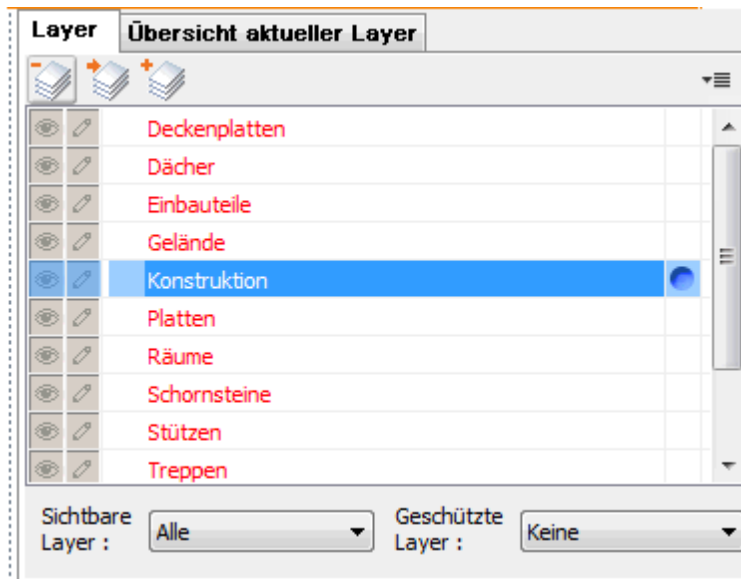 Layer Übersicht aktueller Layer
Deckenplatten
Dächer
Einbauteile
Gelände
Konstruktion
Platten
Räume
Schornsteine
Stützen
Treppen
Sichtbare Layer : Alle Geschützte Layer : Keine